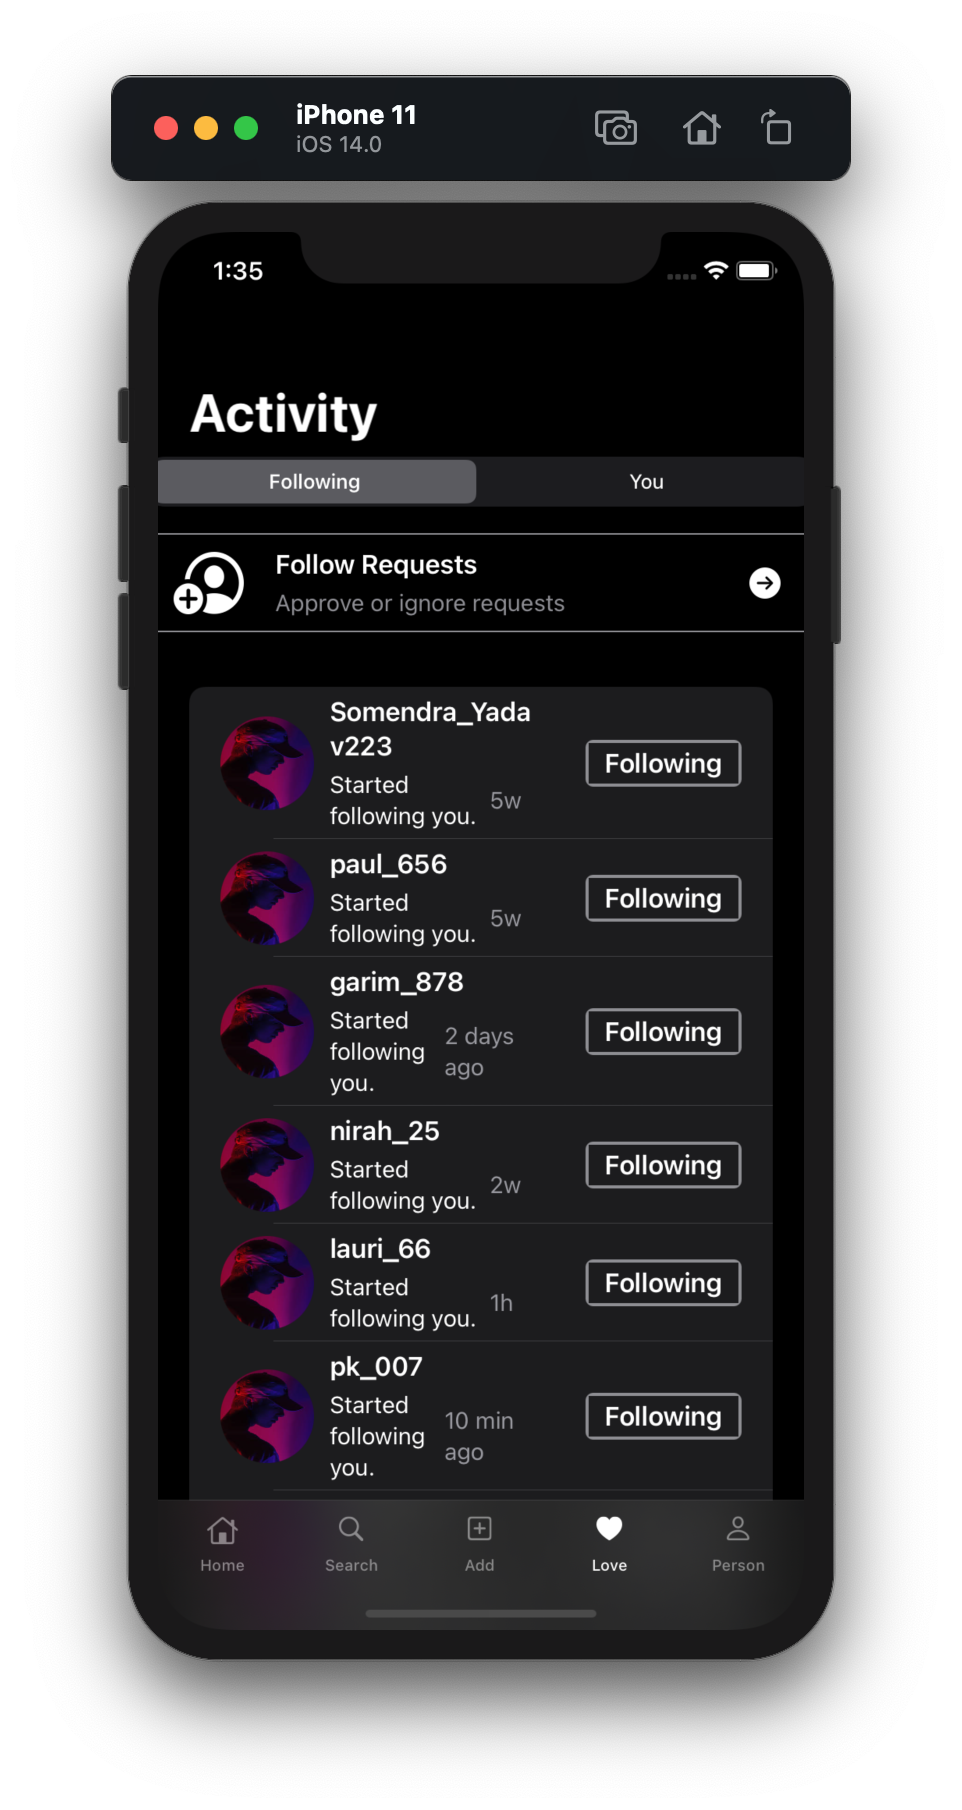 iPhone 11
iOS 14.0
1:35
Activity
Following You
Follow Requests
Approve or ignore requests
Somendra_Yada
v223
Started
following you. 5w
Following
paul_656
Started
following you. 5w
Following
garim_878
Started
following
you.
2 days
ago
Following
nirah_25
Started
following you. 2w
Following
lauri_66
Started
following you. 1h
Following
pk_007
Started
following
you.
10 min
ago
Following
Home Search Add Love Person